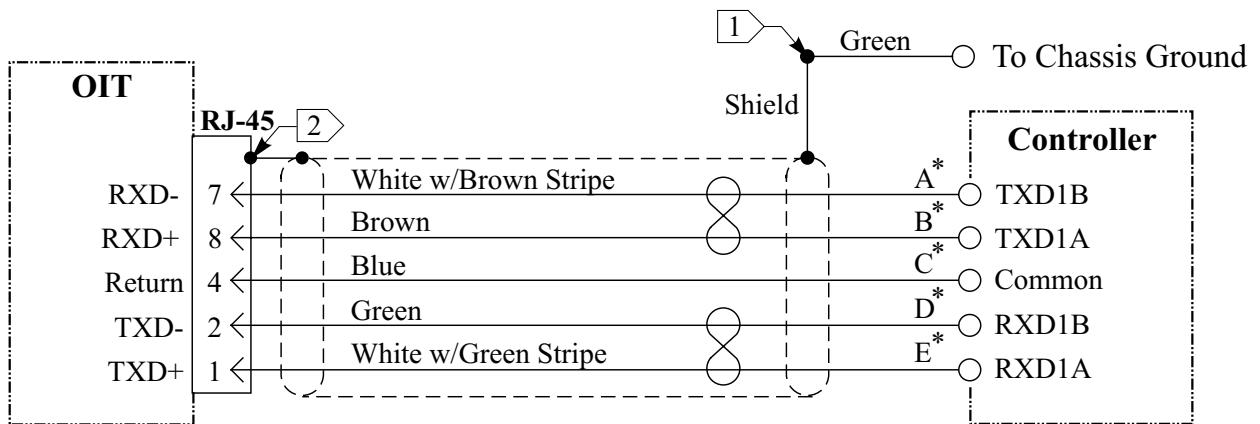 1
Green
To Chassis Ground
OIT
Shield
RJ-45
2
Controller
RXD- 7 White w/Brown Stripe A* TXD1B
RXD+ 8 Brown B* TXD1A
Return 4 Blue C* Common
TXD- 2 Green D* RXD1B
TXD+ 1 White w/Green Stripe E* RXD1A